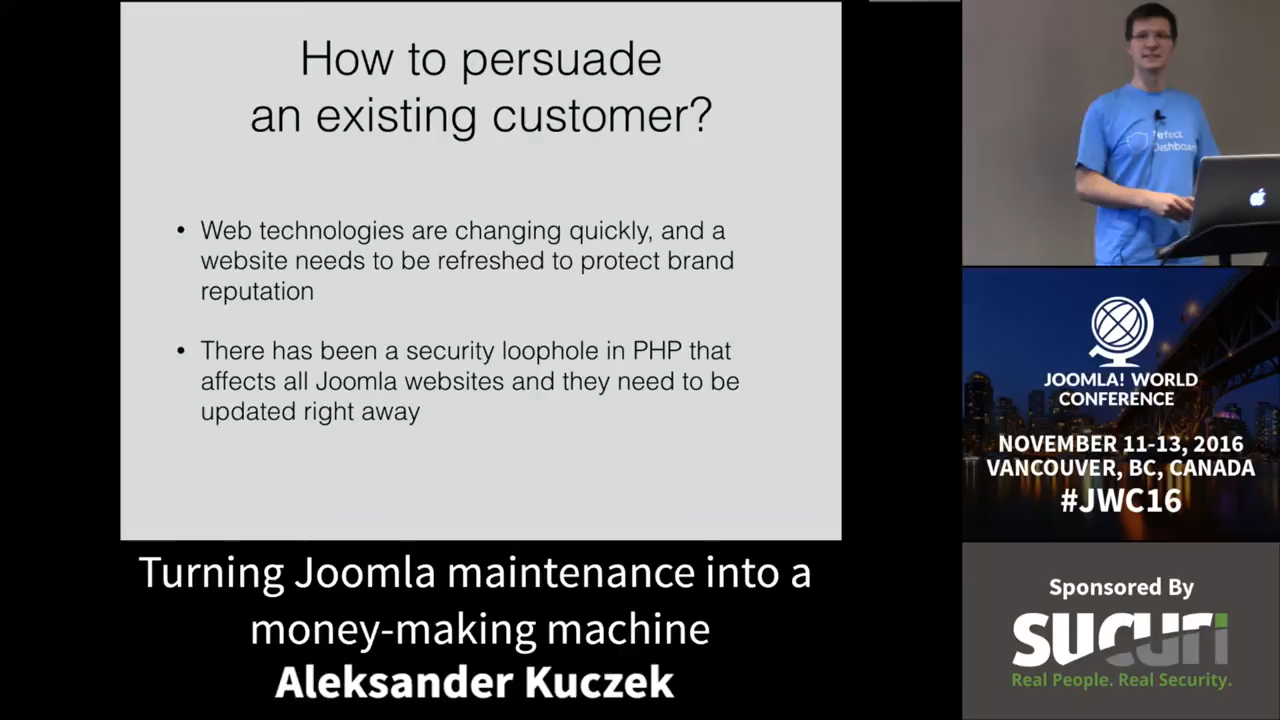 How to persuade
an existing customer?
• Web technologies are changing quickly, and a
website needs to be refreshed to protect brand
reputation
• There has been a security loophole in PHP that
affects all Joomla websites and they need to be
updated right away
Turning Joomla maintenance into a
money-making machine
Aleksander Kuczek
Perfect
Dashboard
JOOMLA! WORLD
CONFERENCE
NOVEMBER 11-13, 2016
VANCOUVER, BC, CANADA
#JWC16
Sponsored By
SUCURI
Real People. Real Security.